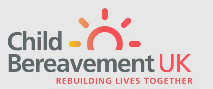 Child
Bereavement UK
REBUILDING LIVES TOGETHER